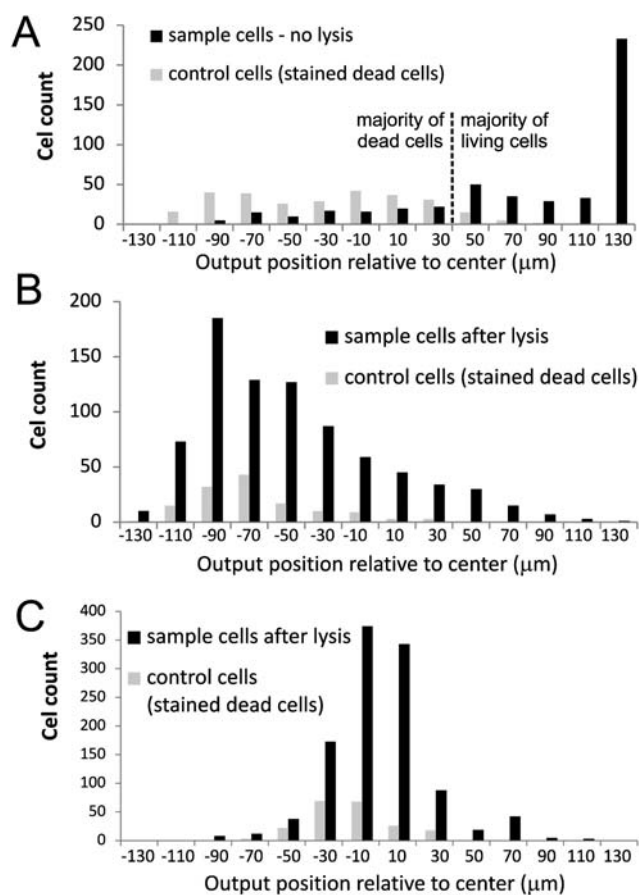 A
250
200
150
100
50
0
Cel count
sample cells - no lysis
control cells (stained dead cells)
majority of
dead cells
majority of
living cells
-130 -110 -90 -70 -50 -30 -10 10 30 50 70 90 110 130
Output position relative to center (μm)
B
200
150
100
50
0
Cel count
sample cells after lysis
control cells (stained dead cells)
-130 -110 -90 -70 -50 -30 -10 10 30 50 70 90 110 130
Output position relative to center (μm)
C
400
350
300
250
200
150
100
50
0
Cel count
sample cells after lysis
control cells
(stained dead cells)
-130 -110 -90 -70 -50 -30 -10 10 30 50 70 90 110 130
Output position relative to center (μm)